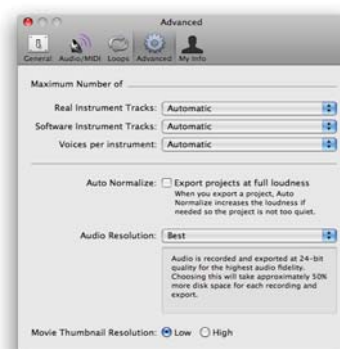 Advanced
General Audio/MIDI Loops Advanced My Info
Maximum Number of
Real Instrument Tracks: Automatic
Software Instrument Tracks: Automatic
Voices per instrument: Automatic
Auto Normalize: Export projects at full loudness
When you export a project, Auto
Normalize increases the loudness if
needed so the project is not too quiet.
Audio Resolution: Best
Audio is recorded and exported at 24-bit
quality for the highest audio fidelity.
Choosing this will take approximately 50%
more disk space for each recording and
export.
Movie Thumbnail Resolution: Low High